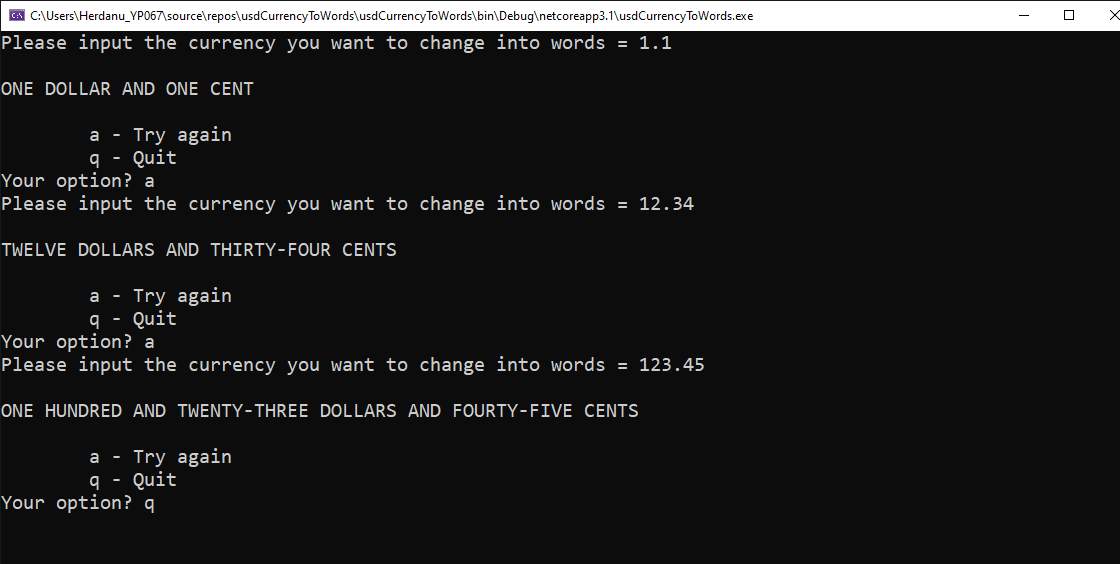 C:\Users\Herdanu_YP067\source\repos\usdCurrencyToWords\usdCurrencyToWords\bin\Debug\netcoreapp3.1\usdCurrencyToWords.exe
Please input the currency you want to change into words = 1.1
ONE DOLLAR AND ONE CENT
a - Try again
q - Quit
Your option? a
Please input the currency you want to change into words = 12.34
TWELVE DOLLARS AND THIRTY-FOUR CENTS
a - Try again
q - Quit
Your option? a
Please input the currency you want to change into words = 123.45
ONE HUNDRED AND TWENTY-THREE DOLLARS AND FOURTY-FIVE CENTS
a - Try again
q - Quit
Your option? q